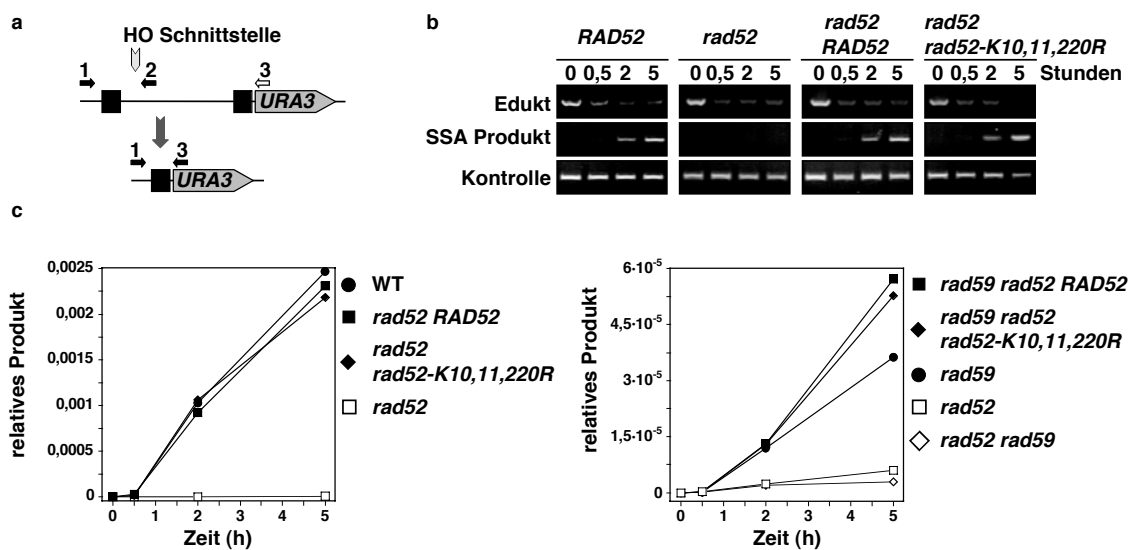 a
HO Schnittstelle
1
2
3
URA3
1
3
URA3
b
RAD52
rad52
rad52
RAD52
rad52
rad52-K10,11,220R
0 0,5 2 5
0 0,5 2 5
0 0,5 2 5
0 0,5 2 5
Stunden
Edukt
SSA Produkt
Kontrolle
c
relatives Produkt
0,0025
0,002
0,0015
0,001
0,0005
0
0 1 2 3 4 5
Zeit (h)
WT
rad52 RAD52
rad52
rad52-K10,11,220R
rad52
relatives Produkt
6·10⁻⁵
4,5·10⁻⁵
3·10⁻⁵
1,5·10⁻⁵
0
0 1 2 3 4 5
Zeit (h)
rad59 rad52 RAD52
rad59 rad52
rad52-K10,11,220R
rad59
rad52
rad52 rad59